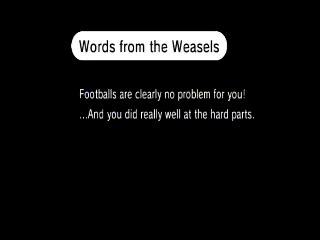 Words from the Weasels
Footballs are clearly no problem for you!
...And you did really well at the hard parts.